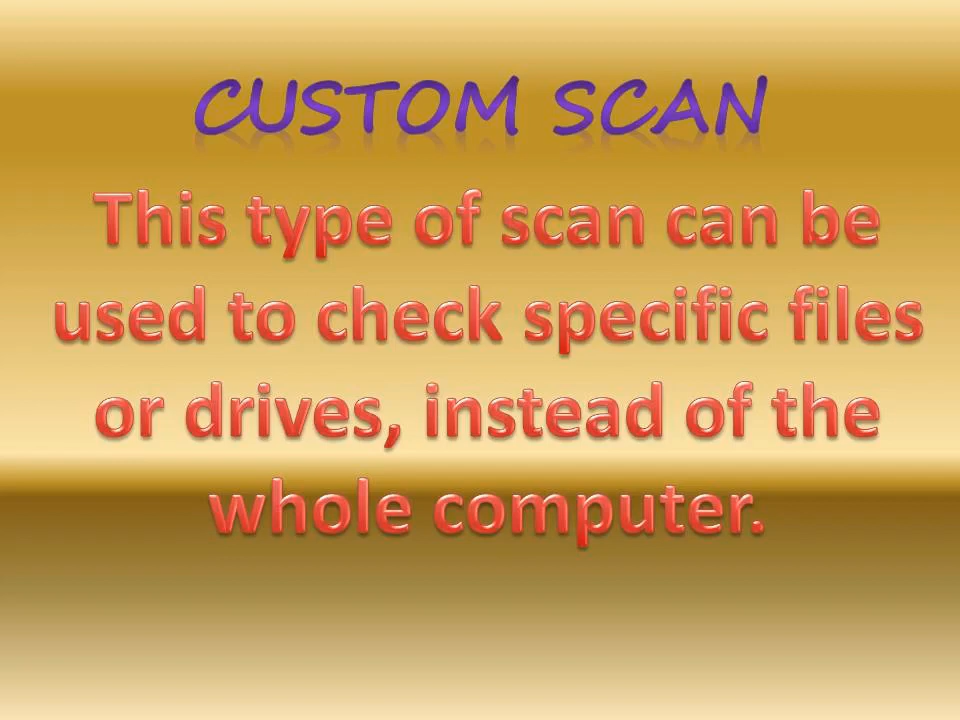 CUSTOM SCAN
This type of scan can be
used to check specific files
or drives, instead of the
whole computer.